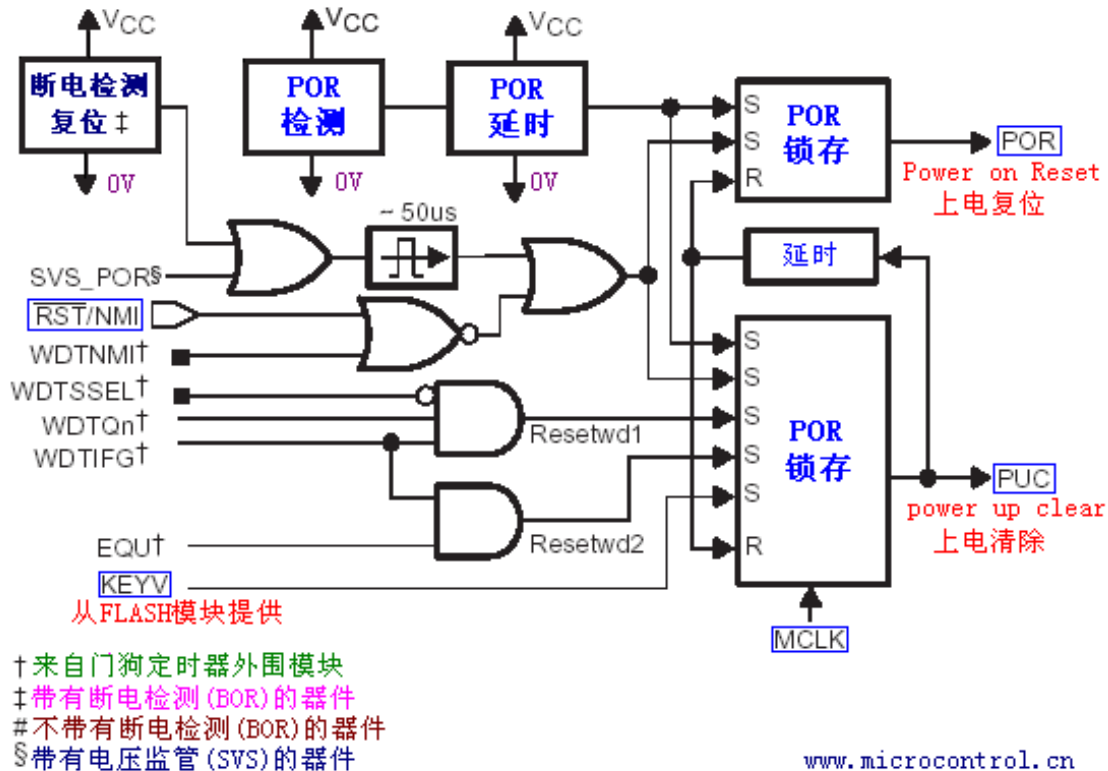 VCC
VCC
VCC
断电检测
复位‡
POR
检测
POR
延时
0V
0V
0V
S
S
R
POR
锁存
POR
Power on Reset
上电复位
~50us
延时
SVS_POR§
RST/NMI
WDTNMI†
WDTSSEL†
WDTQn†
WDTIFG†
EQU†
KEYV
从FLASH模块提供
Resetwd1
Resetwd2
S
S
S
S
S
R
POR
锁存
PUC
power up clear
上电清除
MCLK
†来自门狗定时器外围模块
‡带有断电检测(BOR)的器件
#不带有断电检测(BOR)的器件
§带有电压监管(SVS)的器件
www.microcontrol.cn